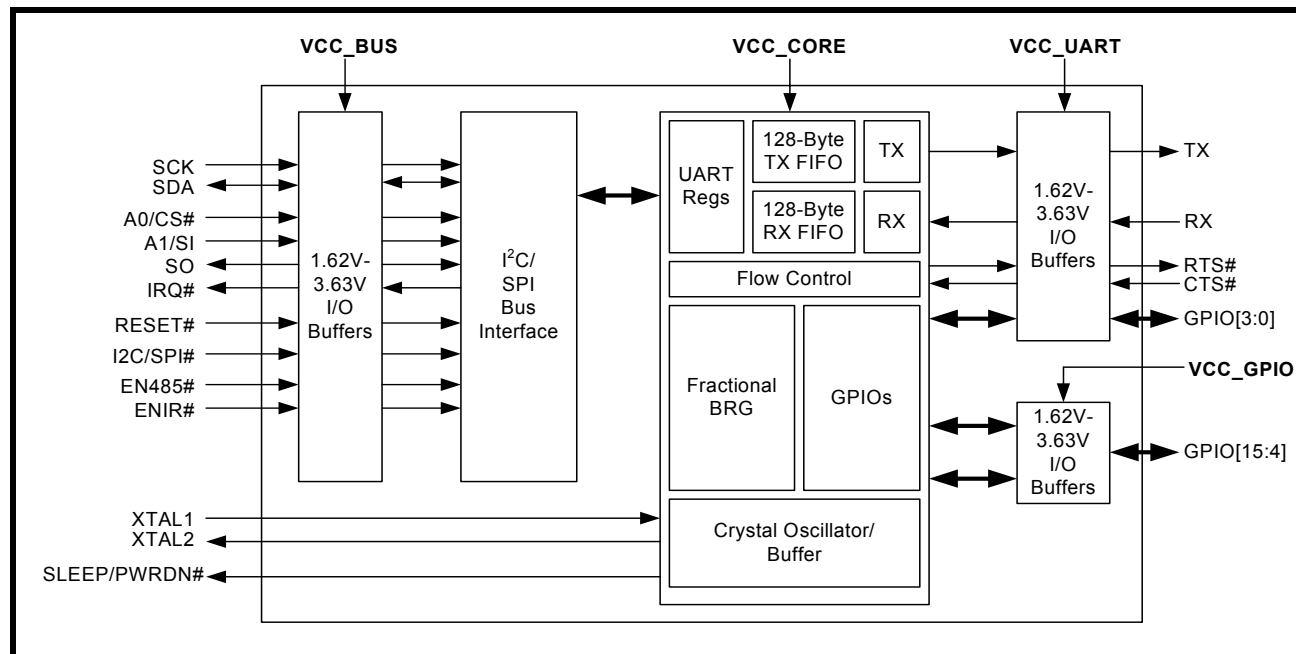 VCC_BUS
VCC_CORE
VCC_UART
SCK
SDA
A0/CS#
A1/SI
SO
IRQ#
RESET#
I2C/SPI#
EN485#
ENIR#
XTAL1
XTAL2
SLEEP/PWRDN#
1.62V-
3.63V
I/O
Buffers
I²C/
SPI
Bus
Interface
UART
Regs
128-Byte
TX FIFO
TX
128-Byte
RX FIFO
RX
Flow Control
Fractional
BRG
GPIOs
Crystal Oscillator/
Buffer
1.62V-
3.63V
I/O
Buffers
TX
RX
RTS#
CTS#
GPIO[3:0]
VCC_GPIO
1.62V-
3.63V
I/O
Buffers
GPIO[15:4]